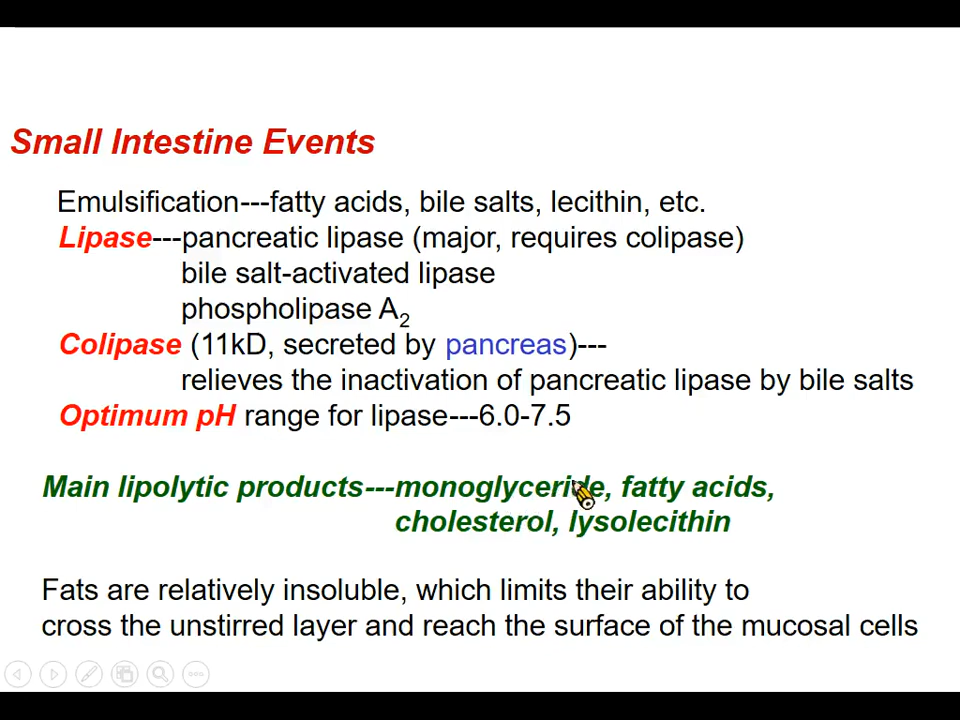 Small Intestine Events
Emulsification---fatty acids, bile salts, lecithin, etc.
Lipase---pancreatic lipase (major, requires colipase)
bile salt-activated lipase
phospholipase A₂
Colipase (11kD, secreted by pancreas)---
relieves the inactivation of pancreatic lipase by bile salts
Optimum pH range for lipase---6.0-7.5
Main lipolytic products---monoglyceride, fatty acids,
cholesterol, lysolecithin
Fats are relatively insoluble, which limits their ability to
cross the unstirred layer and reach the surface of the mucosal cells